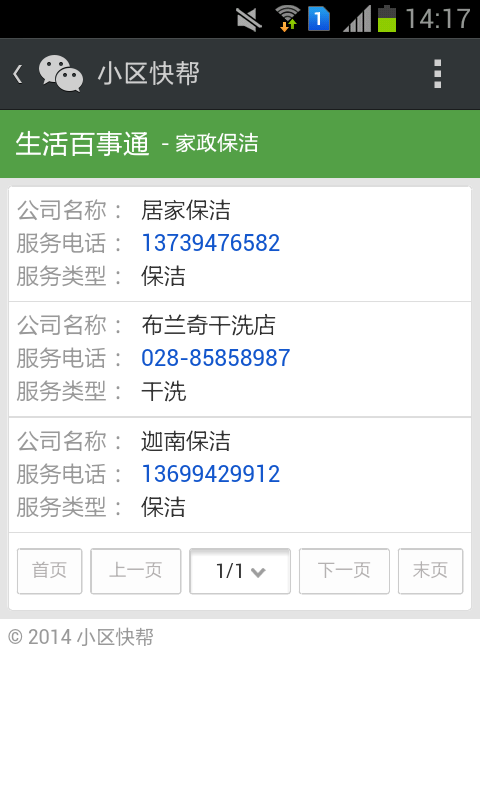 1 14:17
小区快帮
生活百事通 - 家政保洁
公司名称： 居家保洁
服务电话： 13739476582
服务类型： 保洁
公司名称： 布兰奇干洗店
服务电话： 028-85858987
服务类型： 干洗
公司名称： 迦南保洁
服务电话： 13699429912
服务类型： 保洁
首页 上一页 1/1 下一页 末页
© 2014 小区快帮